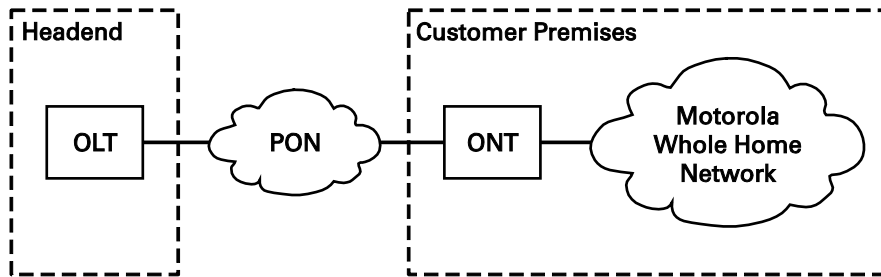 Headend
Customer Premises
OLT
PON
ONT
Motorola
Whole Home
Network